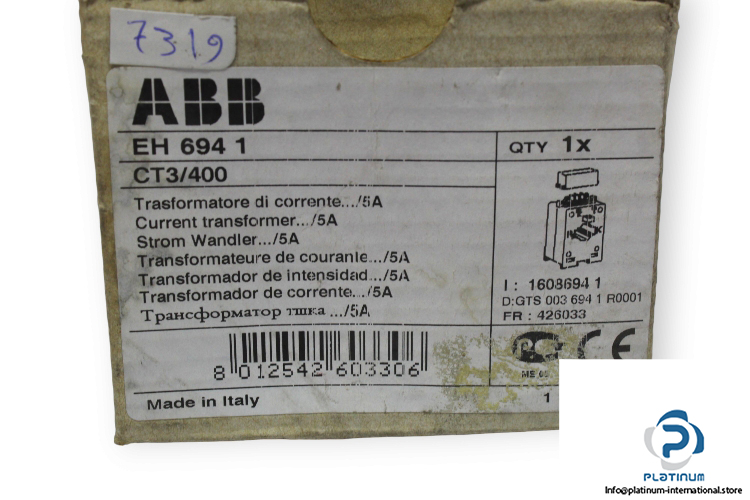 7319
ABB
EH 694 1
QTY 1x
CT3/400
Trasformatore di corrente.../5A
Current transformer.../5A
Strom Wandler.../5A
Transformateure de courante.../5A
Transformador de intensidad.../5A
Transformador de corrente.../5A
Трансформатор тшка .../5A
I : 1608694 1
D:GTS 003 694 1 R0001
FR : 426033
8 012542 603306
CE
Made in Italy
1
PLATINUM
Info@platinum-international.store